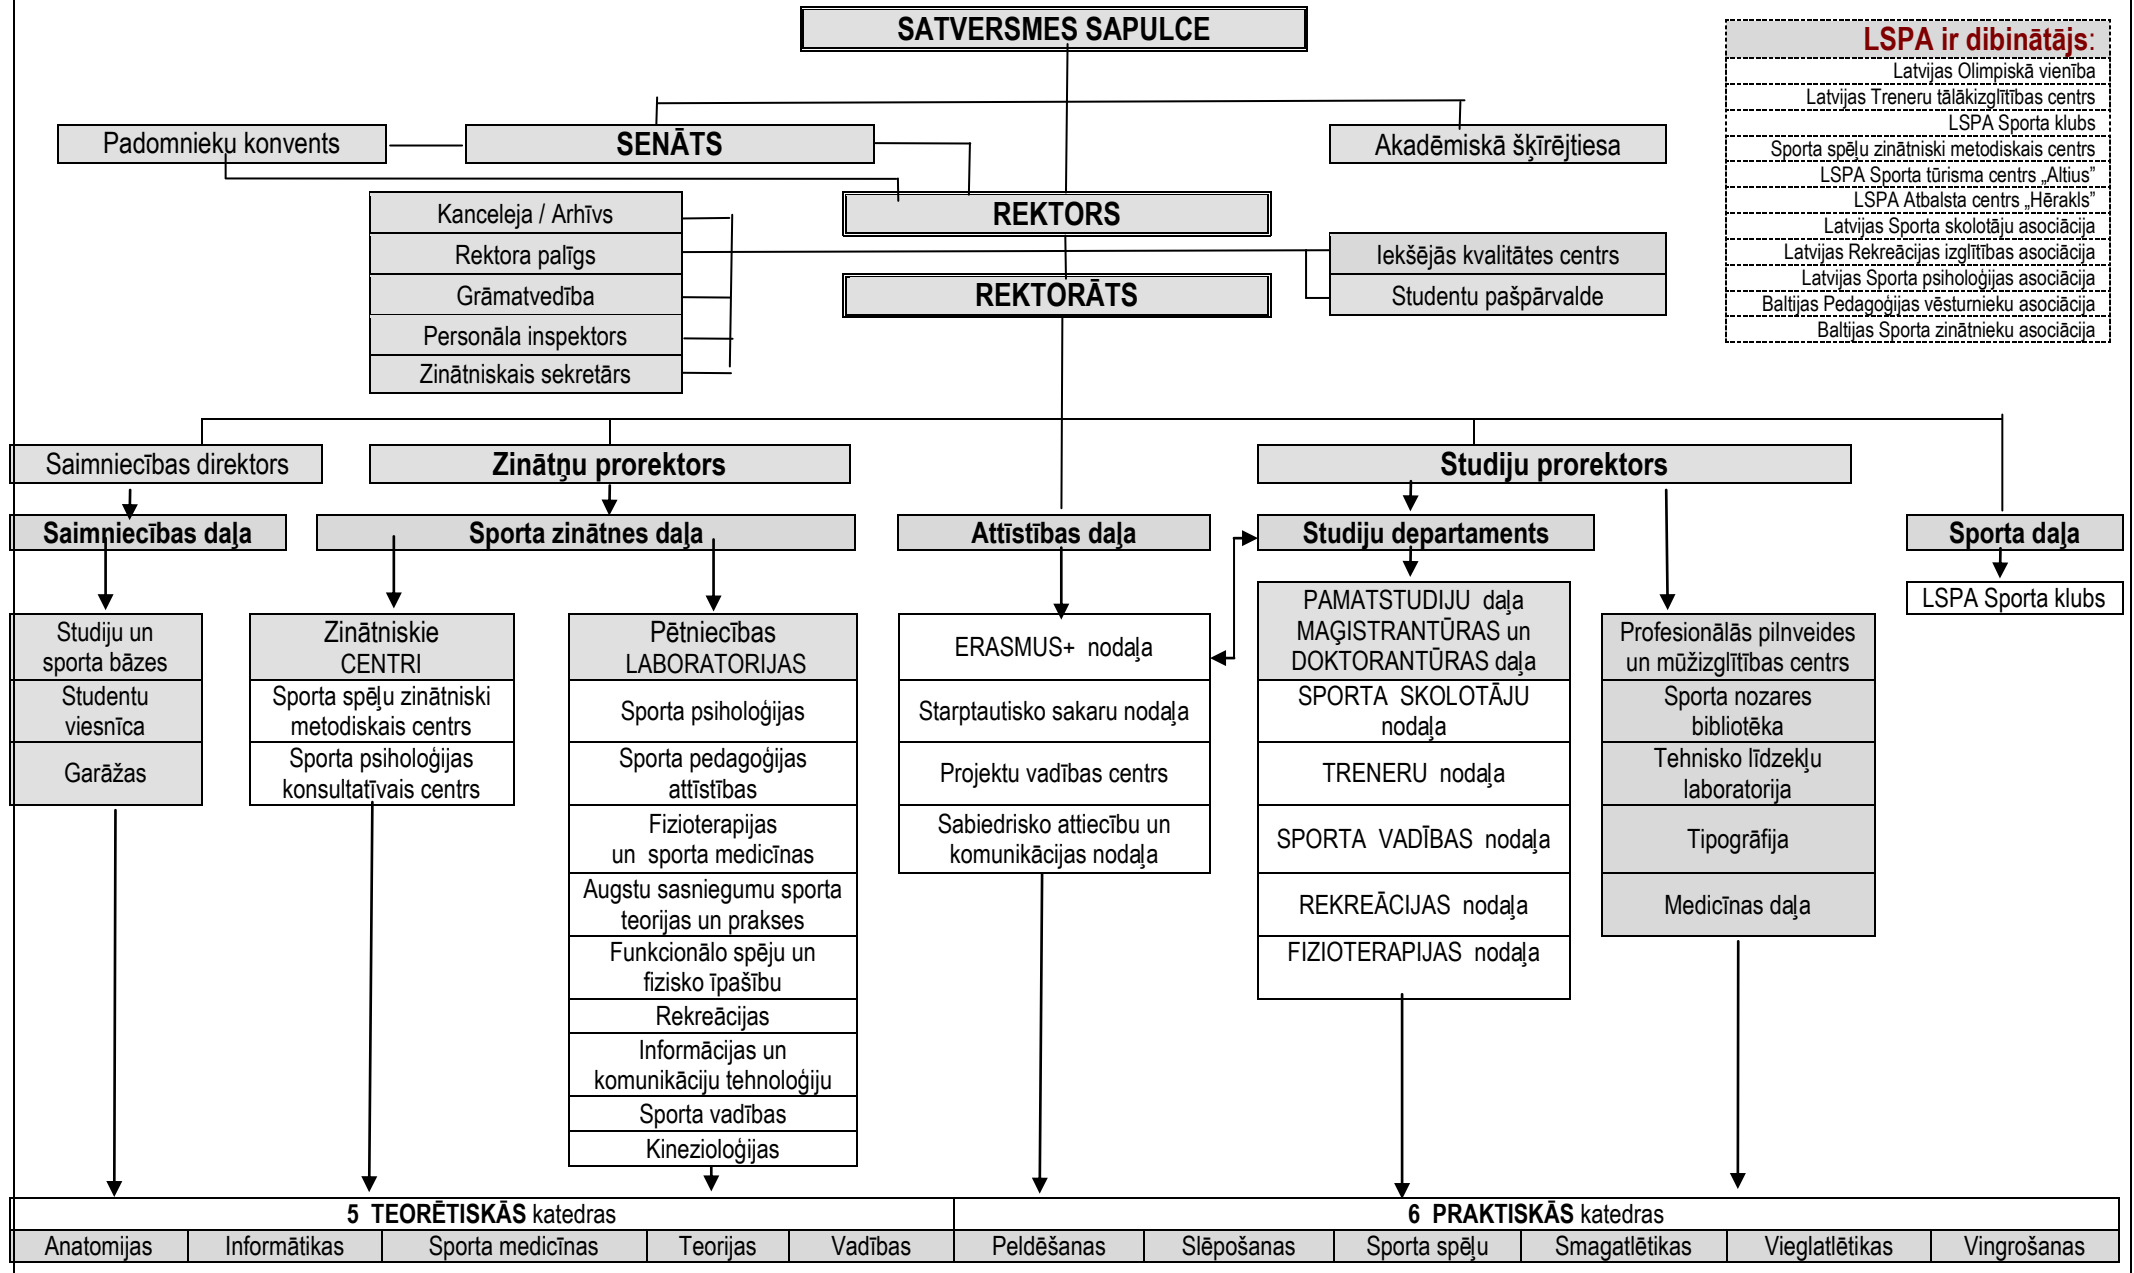 SATVERSMES SAPULCE
LSPA ir dibinātājs:
Latvijas Olimpiskā vienība
Latvijas Treneru tālākizglītības centrs
LSPA Sporta klubs
Sporta spēļu zinātniski metodiskais centrs
LSPA Sporta tūrisma centrs „Altius”
LSPA Atbalsta centrs „Hērakls”
Latvijas Sporta skolotāju asociācija
Latvijas Rekreācijas izglītības asociācija
Latvijas Sporta psiholoģijas asociācija
Baltijas Pedagoģijas vēsturnieku asociācija
Baltijas Sporta zinātnieku asociācija
Padomnieku konvents
SENĀTS
Akadēmiskā šķīrējtiesa
REKTORS
Kanceleja / Arhīvs
Rektora palīgs
Grāmatvedība
Personāla inspektors
Zinātniskais sekretārs
REKTORĀTS
Iekšējās kvalitātes centrs
Studentu pašpārvalde
Saimniecības direktors
Zinātņu prorektors
Studiju prorektors
Saimniecības daļa
Sporta zinātnes daļa
Attīstības daļa
Studiju departaments
Sporta daļa
LSPA Sporta klubs
Studiju un
sporta bāzes
Studentu
viesnīca
Garāžas
Zinātniskie
CENTRI
Sporta spēļu zinātniski
metodiskais centrs
Sporta psiholoģijas
konsultatīvais centrs
Pētniecības
LABORATORIJAS
Sporta psiholoģijas
Sporta pedagoģijas
attīstības
Fizioterapijas
un sporta medicīnas
Augstu sasniegumu sporta
teorijas un prakses
Funkcionālo spēju un
fizisko īpašību
Rekreācijas
Informācijas un
komunikāciju tehnoloģiju
Sporta vadības
Kinezioloģijas
ERASMUS+ nodaļa
Starptautisko sakaru nodaļa
Projektu vadības centrs
Sabiedrisko attiecību un
komunikācijas nodaļa
PAMATSTUDIJU daļa
MAĢISTRANTŪRAS un
DOKTORANTŪRAS daļa
SPORTA SKOLOTĀJU
nodaļa
TRENERU nodaļa
SPORTA VADĪBAS nodaļa
REKREĀCIJAS nodaļa
FIZIOTERAPIJAS nodaļa
Profesionālās pilnveides
un mūžizglītības centrs
Sporta nozares
bibliotēka
Tehnisko līdzekļu
laboratorija
Tipogrāfija
Medicīnas daļa
5 TEORĒTISKĀS katedras
6 PRAKTISKĀS katedras
Anatomijas
Informātikas
Sporta medicīnas
Teorijas
Vadības
Peldēšanas
Slēpošanas
Sporta spēļu
Smagatlētikas
Vieglatlētikas
Vingrošanas